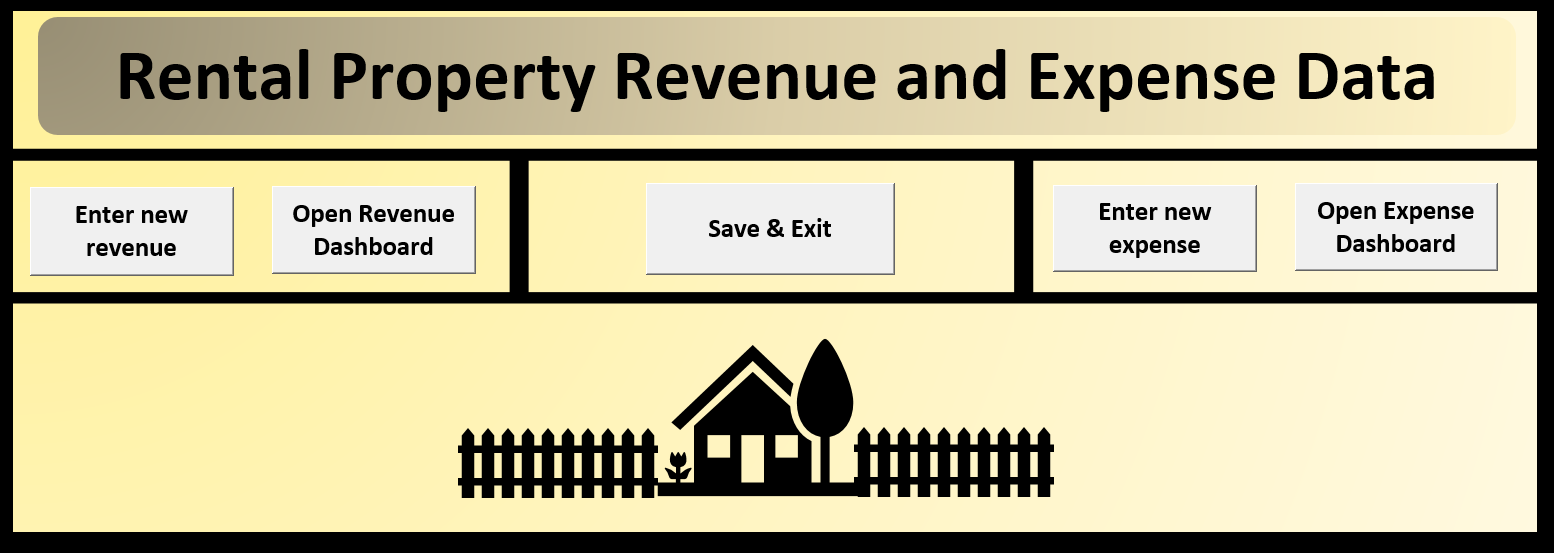 Rental Property Revenue and Expense Data
Enter new
revenue
Open Revenue
Dashboard
Save & Exit
Enter new
expense
Open Expense
Dashboard